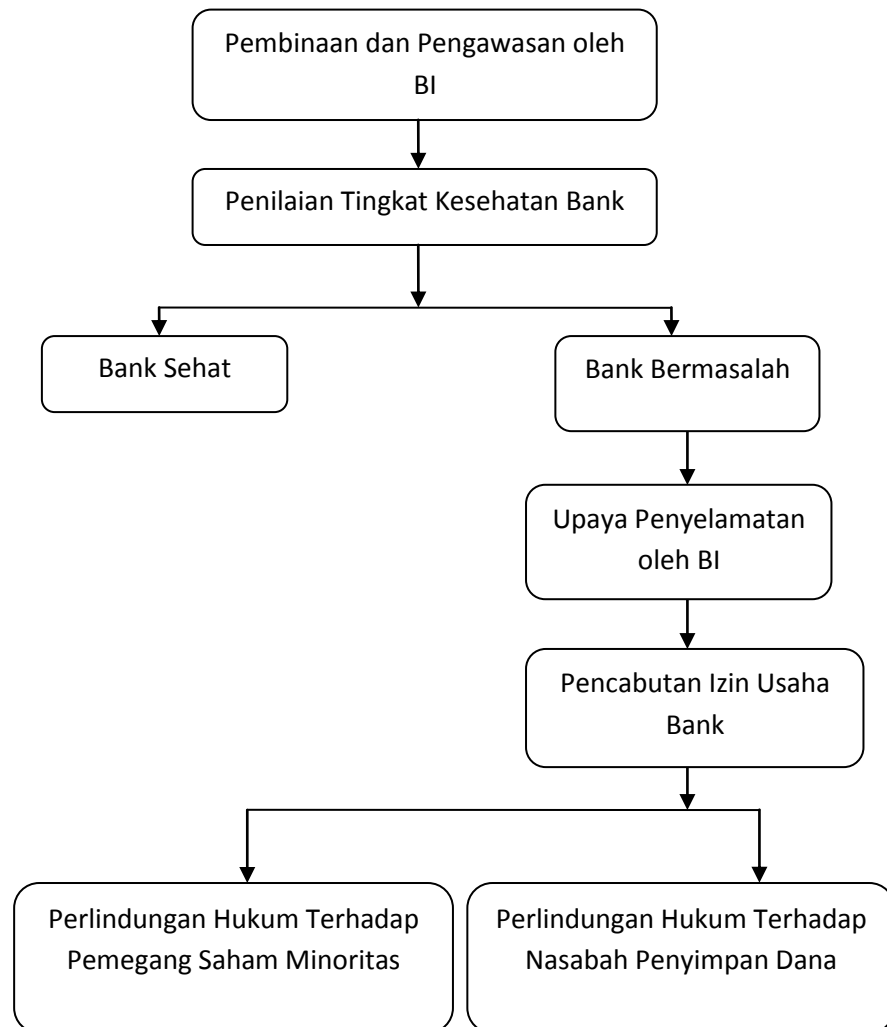 Pembinaan dan Pengawasan oleh
BI
Penilaian Tingkat Kesehatan Bank
Bank Sehat
Bank Bermasalah
Upaya Penyelamatan
oleh BI
Pencabutan Izin Usaha
Bank
Perlindungan Hukum Terhadap
Pemegang Saham Minoritas
Perlindungan Hukum Terhadap
Nasabah Penyimpan Dana